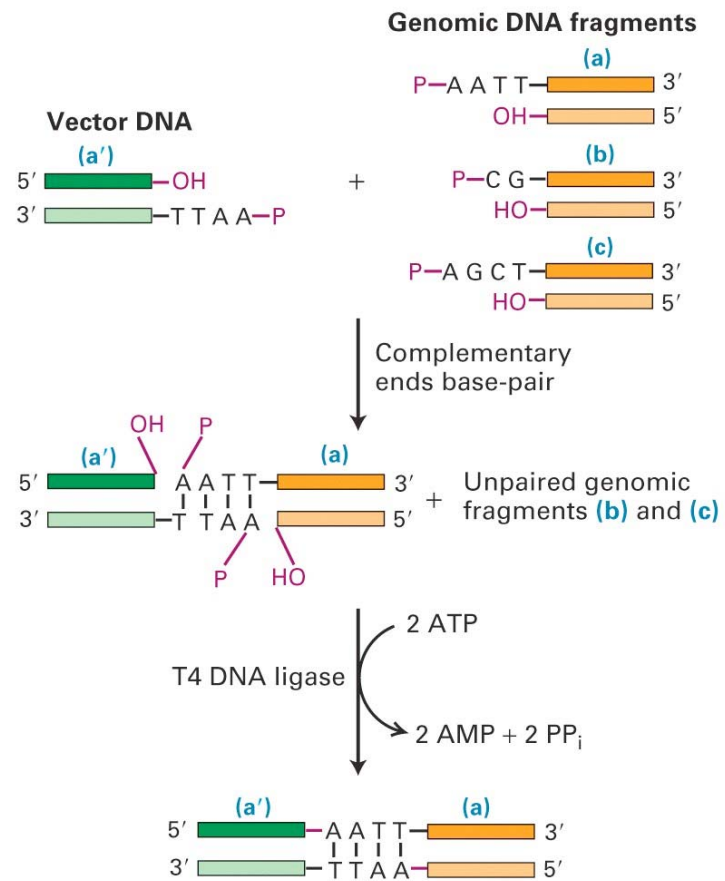 Genomic DNA fragments
(a)
P–A A T T– 3′
OH– 5′
Vector DNA
(a′)
5′ –OH
3′ –T T A A–P
+
(b)
P–C G– 3′
HO– 5′
(c)
P–A G C T– 3′
HO– 5′
Complementary
ends base-pair
OH P
(a′) (a)
5′ A A T T– 3′
3′ –T T A A 5′
P HO
+ Unpaired genomic
fragments (b) and (c)
2 ATP
T4 DNA ligase
2 AMP + 2 PPi
(a′) (a)
5′ –A A T T– 3′
3′ –T T A A– 5′